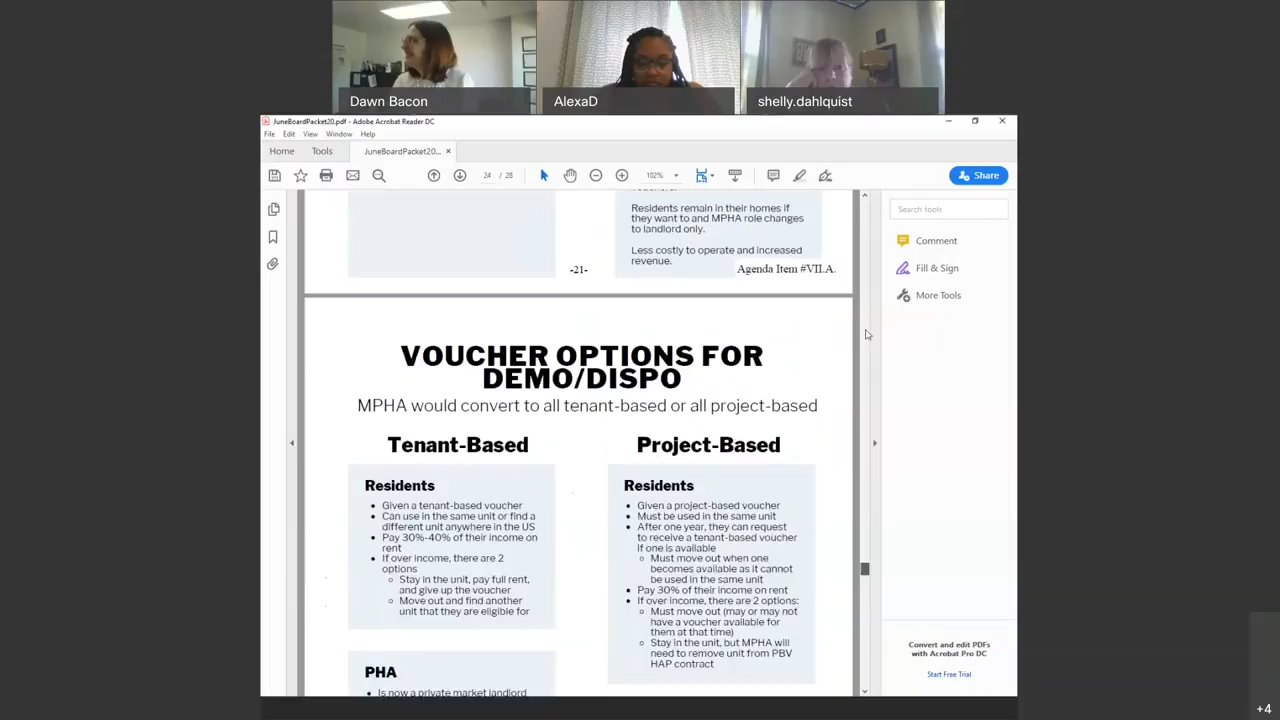 Dawn Bacon
AlexaD
shelly.dahlquist
JuneBoardPacket20.pdf - Adobe Acrobat Reader DC
File Edit View Window Help
Home Tools JuneBoardPacket20... ×
24 / 28
102%
Share
Search tools
Comment
Fill & Sign
More Tools
Residents remain in their homes if
they want to and MPHA role changes
to landlord only.
Less costly to operate and increased
revenue.
-21-
Agenda Item #VII.A.
VOUCHER OPTIONS FOR
DEMO/DISPO
MPHA would convert to all tenant-based or all project-based
Tenant-Based
Residents
• Given a tenant-based voucher
• Can use in the same unit or find a
different unit anywhere in the US
• Pay 30%-40% of their income on
rent
• If over income, there are 2
options
○ Stay in the unit, pay full rent,
and give up the voucher
○ Move out and find another
unit that they are eligible for
PHA
• Is now a private market landlord
Project-Based
Residents
• Given a project-based voucher
• Must be used in the same unit
• After one year, they can request
to receive a tenant-based voucher
if one is available
○ Must move out when one
becomes available as it cannot
be used in the same unit
• Pay 30% of their income on rent
• If over income, there are 2 options:
○ Must move out (may or may not
have a voucher available for
them at that time)
○ Stay in the unit, but MPHA will
need to remove unit from PBV
HAP contract
Convert and edit PDFs
with Acrobat Pro DC
Start Free Trial
+4